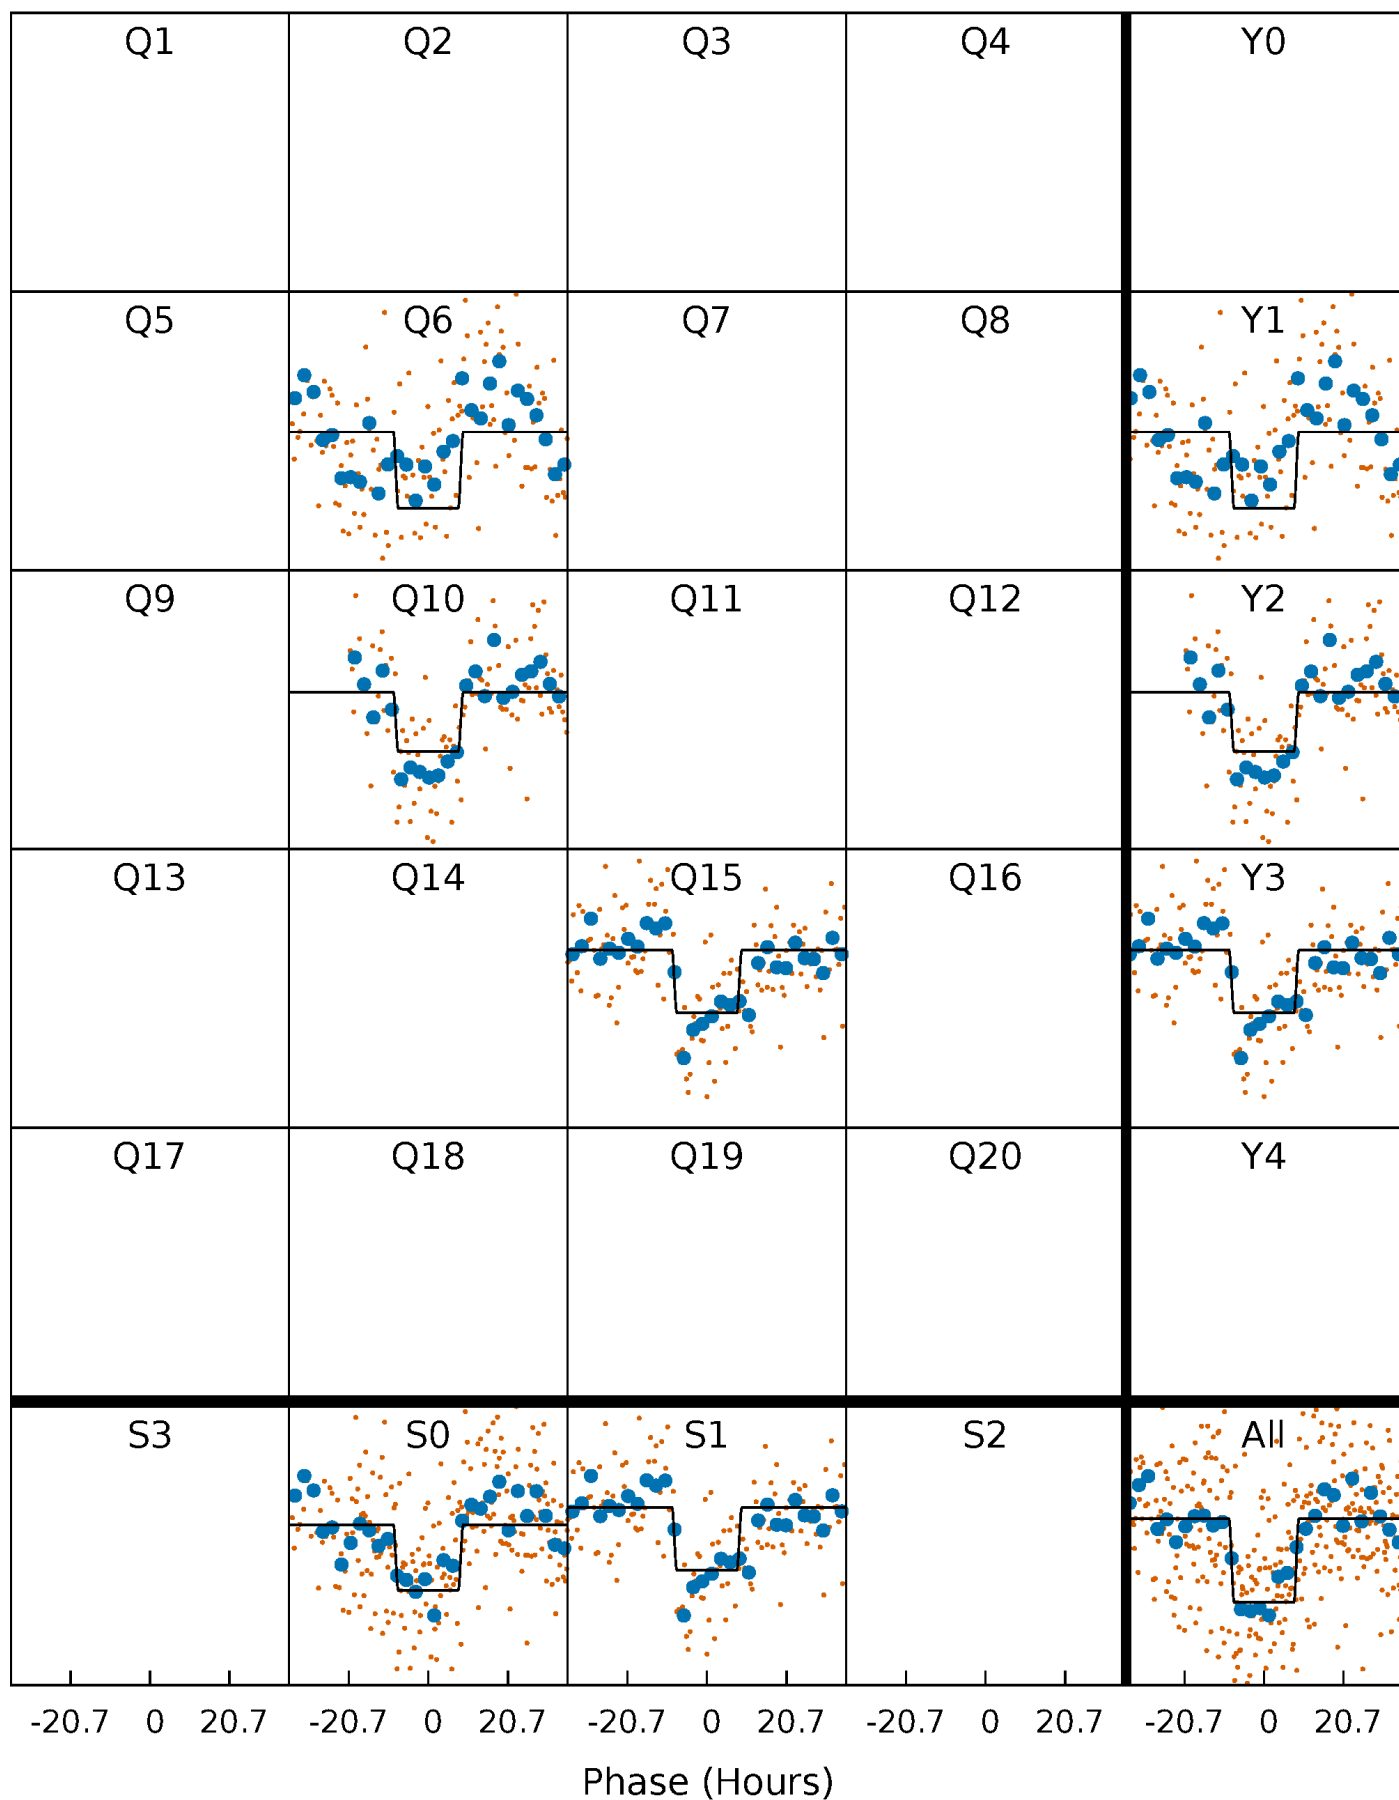 Q1 Q2 Q3 Q4 Y0
Q5 Q6 Q7 Q8 Y1
Q9 Q10 Q11 Q12 Y2
Q13 Q14 Q15 Q16 Y3
Q17 Q18 Q19 Q20 Y4
S3 S0 S1 S2 All
-20.7 0 20.7 -20.7 0 20.7 -20.7 0 20.7 -20.7 0 20.7 -20.7 0 20.7
Phase (Hours)